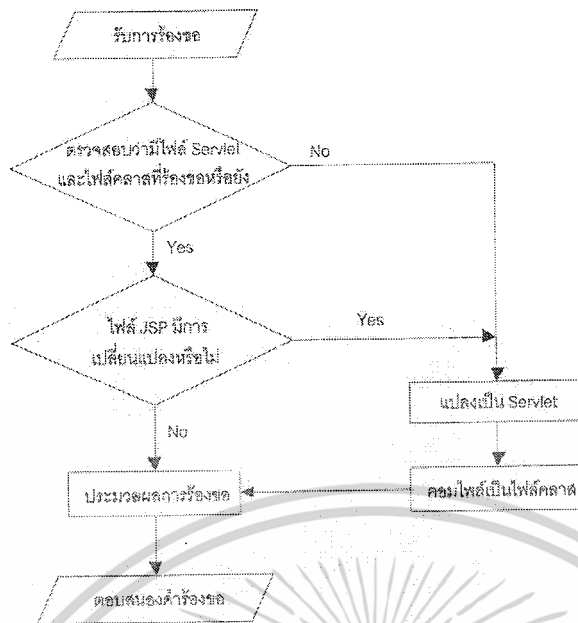 รับการร้องขอ
ตรวจสอบว่ามีไฟล์ Servlet
และไฟล์คลาสที่ร้องขอหรือยัง
No
Yes
ไฟล์ JSP มีการ
เปลี่ยนแปลงหรือไม่
Yes
แปลงเป็น Servlet
No
ประมวลผลการร้องขอ
คอมไพล์เป็นไฟล์คลาส
ตอบสนองคำร้องขอ